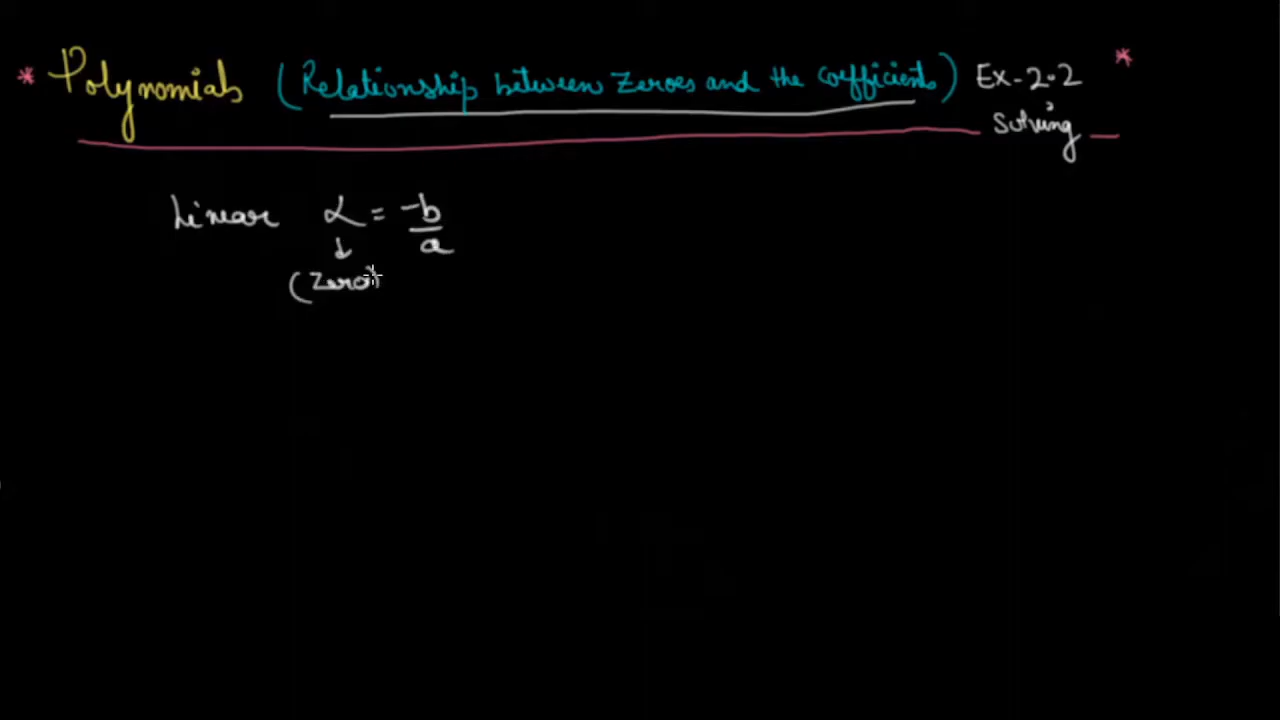 * Polynomials (Relationship between Zeroes and the coefficients) Ex-2.2 *
Solving
Linear α = -b/a
↓
(Zero)